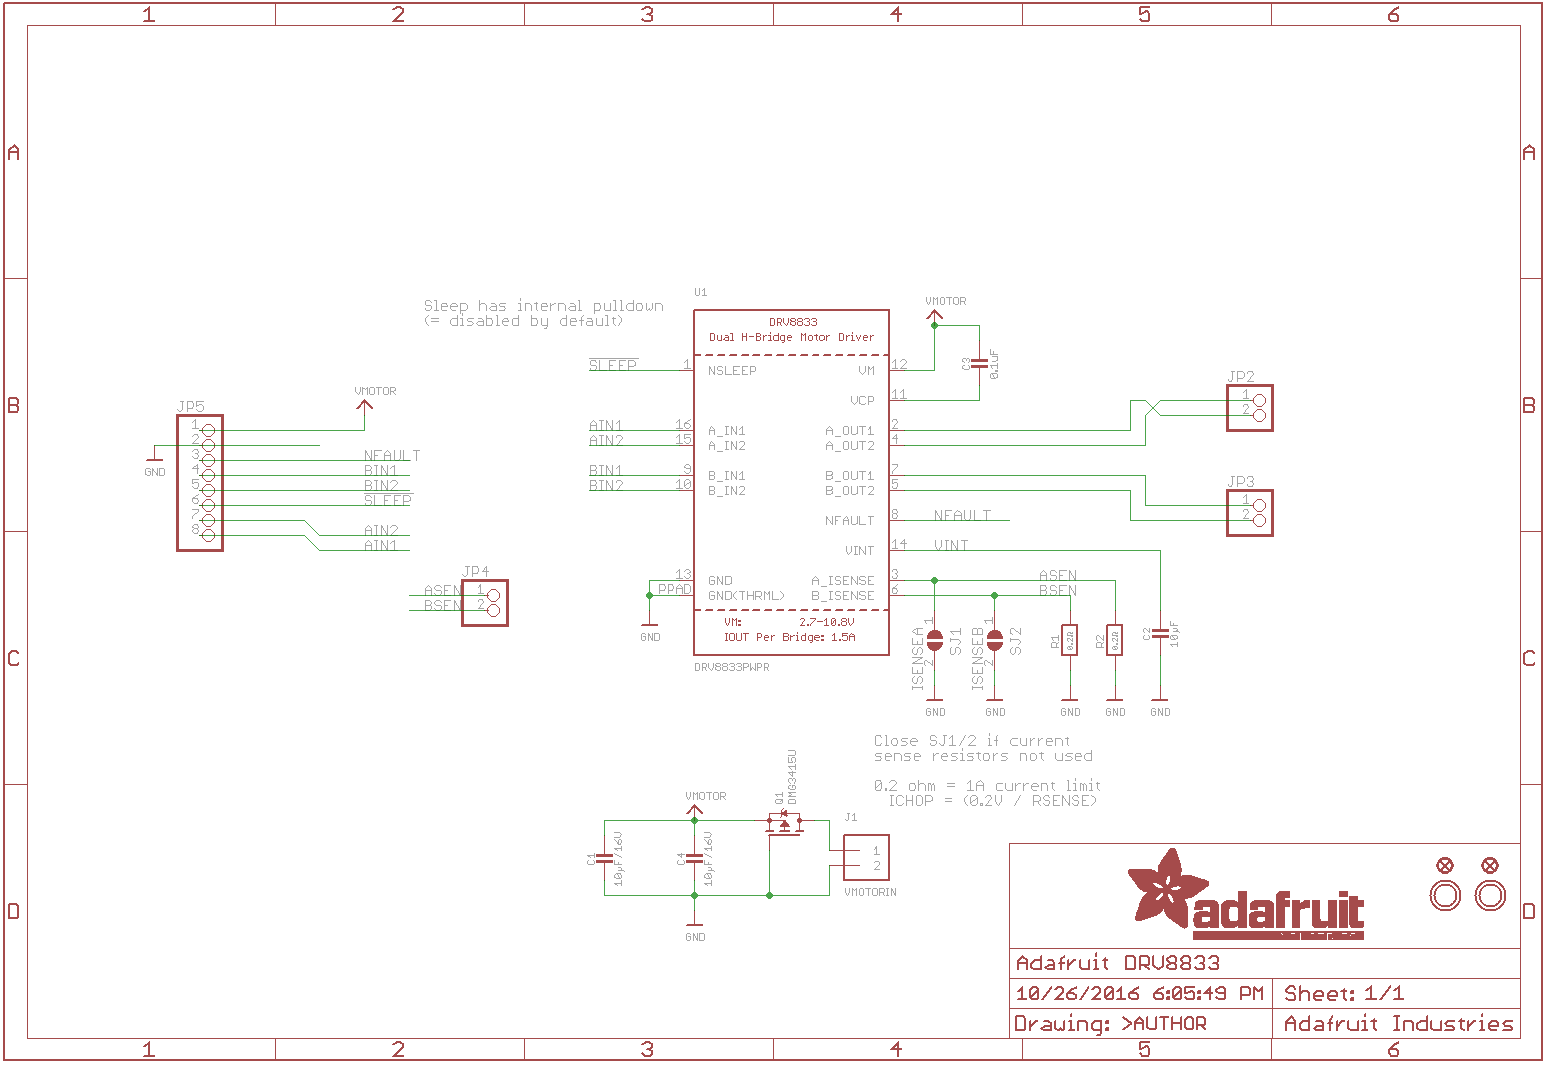 1 2 3 4 5 6
A A
B B
C C
D D
Sleep has internal pulldown
(= disabled by default)
U1
DRV8833
Dual H-Bridge Motor Driver
SLEEP 1 NSLEEP
AIN1 16 A_IN1
AIN2 15 A_IN2
BIN1 9 B_IN1
BIN2 10 B_IN2
13 GND
PPAD GND(THRML)
GND
VM 12
VCP 11
A_OUT1 2
A_OUT2 4
B_OUT1 7
B_OUT2 5
NFAULT 8 NFAULT
VINT 14 VINT
A_ISENSE 3 ASEN
B_ISENSE 6 BSEN
VM: 2.7-10.8V
IOUT Per Bridge: 1.5A
DRV8833PWPR
VMOTOR
C3
0.1uF
JP2
1
2
JP3
1
2
VMOTOR
JP5
1
2
3 NFAULT
4 BIN1
5 BIN2
6 SLEEP
7 AIN2
8 AIN1
GND
JP4
ASEN 1
BSEN 2
ISENSEA
1
2
SJ1
ISENSEB
1
2
SJ2
R1
0.2Ω
R2
0.2Ω
C2
10µF
GND GND GND GND GND
Close SJ1/2 if current
sense resistors not used
0.2 ohm = 1A current limit
ICHOP = (0.2V / RSENSE)
VMOTOR
C1
10µF/16V
C4
10µF/16V
Q1
DMG3415U
J1
1
2
VMOTORIN
GND
adafruit
Adafruit DRV8833
10/26/2016 6:05:49 PM Sheet: 1/1
Drawing: >AUTHOR Adafruit Industries
1 2 3 4 5 6